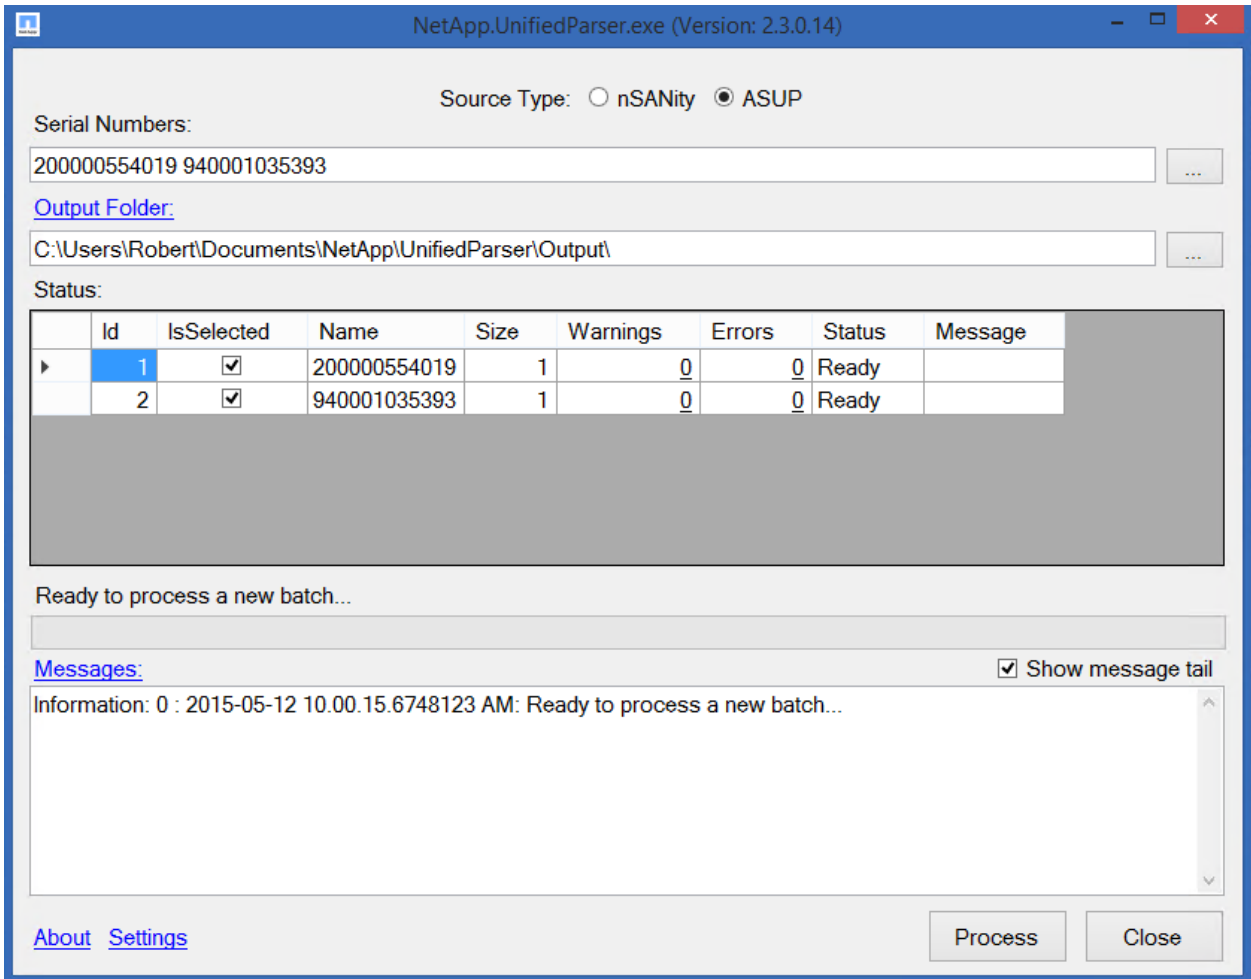 NetApp.UnifiedParser.exe (Version: 2.3.0.14)
Source Type: nSANity ASUP
Serial Numbers:
200000554019 940001035393
...
Output Folder:
C:\Users\Robert\Documents\NetApp\UnifiedParser\Output\
...
Status:
Id IsSelected Name Size Warnings Errors Status Message
1 200000554019 1 0 0 Ready
2 940001035393 1 0 0 Ready
Ready to process a new batch...
Messages: Show message tail
Information: 0 : 2015-05-12 10.00.15.6748123 AM: Ready to process a new batch...
About Settings Process Close